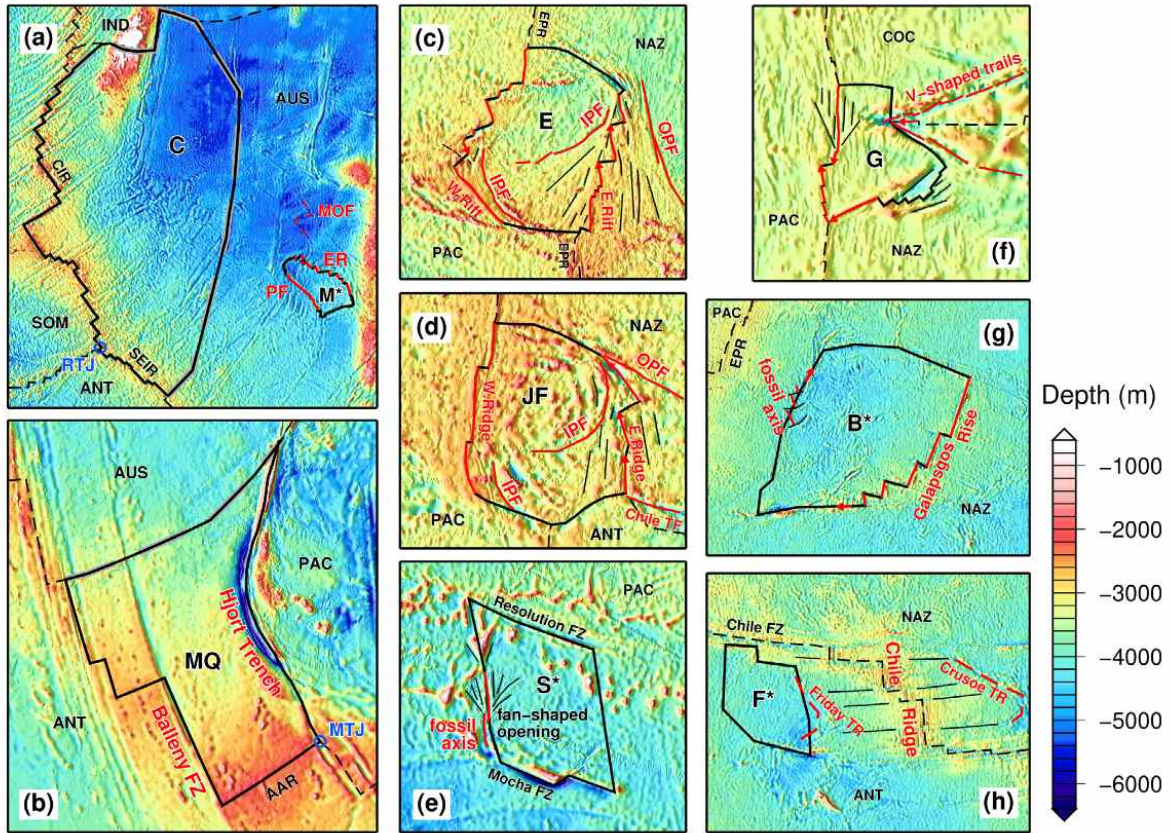 (a)
IND
AUS
C
CIR
MOF
ER
PF
M*
SOM
RTJ
SEIR
ANT
(b)
AUS
PAC
Hjort Trench
MQ
ANT
Balleny FZ
MTJ
AAR
(c)
EPR
NAZ
E
IPF
OPF
IPF
W.Rift
E.Rift
PAC
EPR
(d)
NAZ
OPF
JF
W.Ridge
IPF
E.Ridge
IPF
PAC
ANT
Chile TF
(e)
PAC
Resolution FZ
S*
fan-shaped
opening
fossil
axis
Mocha FZ
(f)
COC
V-shaped trails
G
PAC
NAZ
(g)
PAC
EPR
fossil
axis
B*
Galapsgos
Rise
NAZ
(h)
NAZ
Chile FZ
Chile
Ridge
Crusoe TR
F*
Friday TR
ANT
Depth (m)
-1000
-2000
-3000
-4000
-5000
-6000